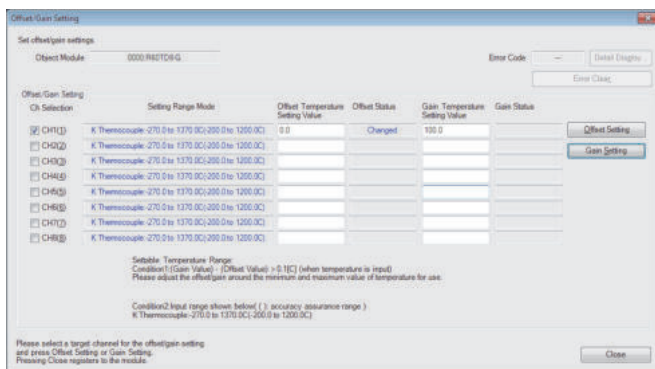 Offset/Gain Setting
Set offset/gain settings.
Object Module 0000:R60TD8-G Error Code --- Detail Display
Error Clear
Offset/Gain Setting
Ch Selection Setting Range Mode Offset Temperature Setting Value Offset Status Gain Temperature Setting Value Gain Status
CH1(1) K Thermocouple:-270.0 to 1370.0C(-200.0 to 1200.0C) 0.0 Changed 100.0 Offset Setting
CH2(2) K Thermocouple:-270.0 to 1370.0C(-200.0 to 1200.0C) Gain Setting
CH3(3) K Thermocouple:-270.0 to 1370.0C(-200.0 to 1200.0C)
CH4(4) K Thermocouple:-270.0 to 1370.0C(-200.0 to 1200.0C)
CH5(5) K Thermocouple:-270.0 to 1370.0C(-200.0 to 1200.0C)
CH6(6) K Thermocouple:-270.0 to 1370.0C(-200.0 to 1200.0C)
CH7(7) K Thermocouple:-270.0 to 1370.0C(-200.0 to 1200.0C)
CH8(8) K Thermocouple:-270.0 to 1370.0C(-200.0 to 1200.0C)
Settable Temperature Range:
Condition1:(Gain Value) - (Offset Value) > 0.1[C] (when temperature is input)
Please adjust the offset/gain around the minimum and maximum value of temperature for use.
Condition2:Input range shown below( ( ): accuracy assurance range )
K Thermocouple:-270.0 to 1370.0C(-200.0 to 1200.0C)
Please select a target channel for the offset/gain setting
and press Offset Setting or Gain Setting.
Pressing Close registers to the module.
Close